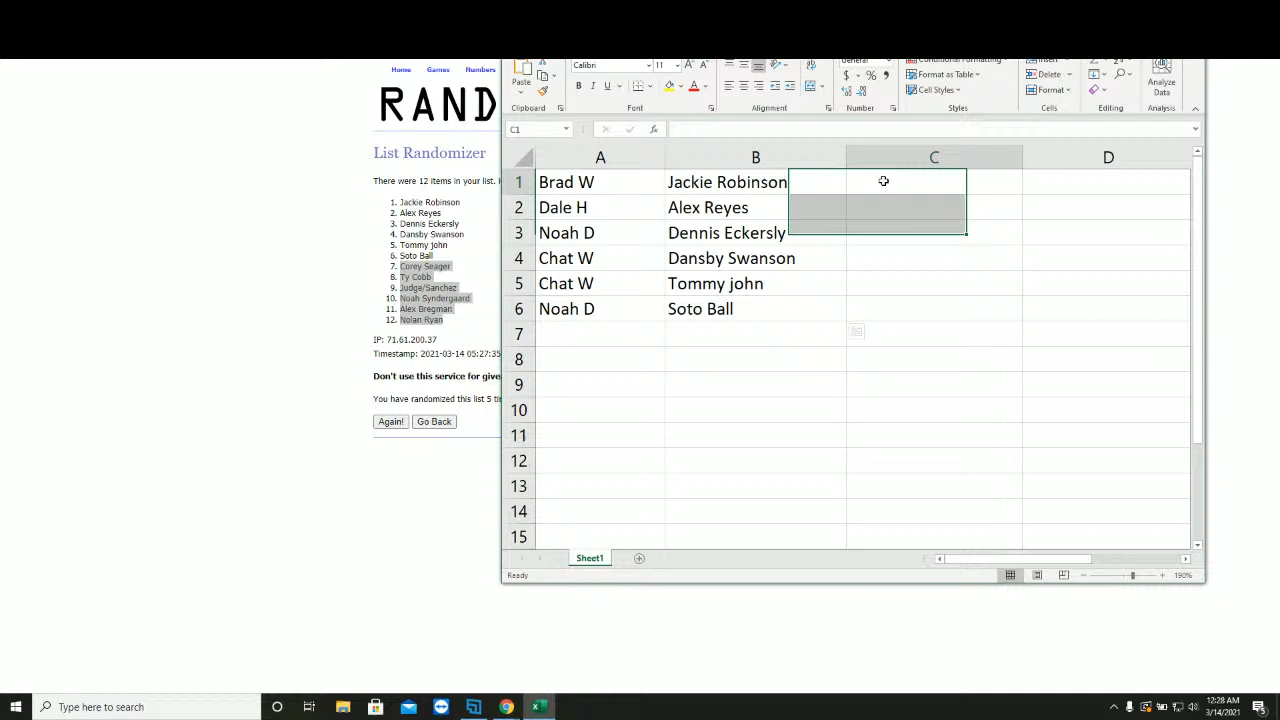 Home Games Numbers
RAND
List Randomizer
There were 12 items in your list.
1. Jackie Robinson
2. Alex Reyes
3. Dennis Eckersly
4. Dansby Swanson
5. Tommy john
6. Soto Ball
7. Corey Seager
8. Ty Cobb
9. Judge/Sanchez
10. Noah Syndergaard
11. Alex Bregman
12. Nolan Ryan
IP: 71.61.200.37
Timestamp: 2021-03-14 05:27:35
Don't use this service for give
You have randomized this list 5 ti
Again! Go Back
Calibri 11 General Conditional Formatting Insert
Paste B I U $ % , Format as Table Delete Analyze
Cell Styles Format Data
Clipboard Font Alignment Number Styles Cells Editing Analysis
C1 fx
A B C D
1 Brad W Jackie Robinson
2 Dale H Alex Reyes
3 Noah D Dennis Eckersly
4 Chat W Dansby Swanson
5 Chat W Tommy john
6 Noah D Soto Ball
7
8
9
10
11
12
13
14
15
Sheet1
Ready 190%
Type here to search
12:28 AM
3/14/2021
5